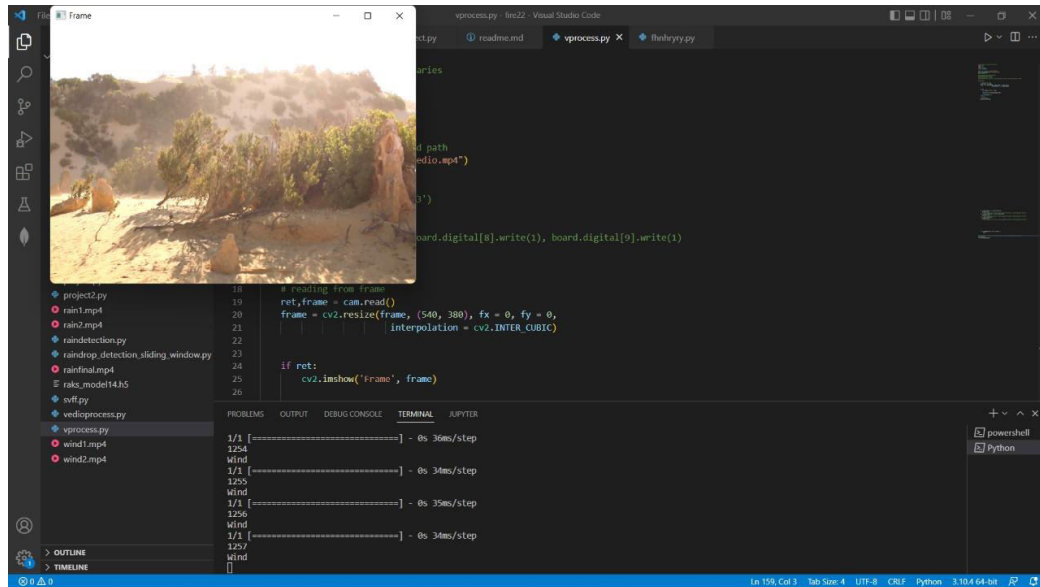 Frame
vprocess.py - fire22 - Visual Studio Code
ect.py
readme.md
vprocess.py
fhnhryry.py
aries
d path
edio.mp4")
3')
oard.digital[8].write(1), board.digital[9].write(1)
18 # reading from frame
19 ret,frame = cam.read()
20 frame = cv2.resize(frame, (540, 380), fx = 0, fy = 0,
21 interpolation = cv2.INTER_CUBIC)
22
23
24 if ret:
25 cv2.imshow('Frame', frame)
26
project2.py
rain1.mp4
rain2.mp4
raindetection.py
raindrop_detection_sliding_window.py
rainfinal.mp4
raks_model14.h5
svff.py
vedioprocess.py
vprocess.py
wind1.mp4
wind2.mp4
OUTLINE
TIMELINE
PROBLEMS OUTPUT DEBUG CONSOLE TERMINAL JUPYTER
powershell
Python
1/1 [==============================] - 0s 36ms/step
1254
Wind
1/1 [==============================] - 0s 34ms/step
1255
Wind
1/1 [==============================] - 0s 35ms/step
1256
Wind
1/1 [==============================] - 0s 34ms/step
1257
Wind
0 0
Ln 159, Col 3 Tab Size: 4 UTF-8 CRLF Python 3.10.4 64-bit